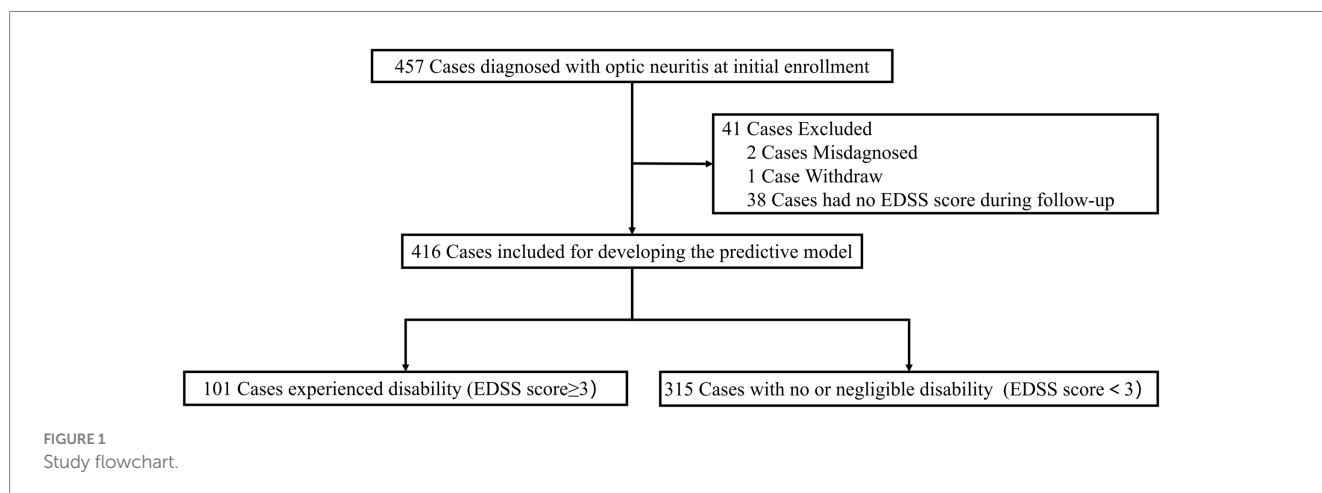 457 Cases diagnosed with optic neuritis at initial enrollment
41 Cases Excluded
2 Cases Misdagnosed
1 Case Withdraw
38 Cases had no EDSS score during follow-up
416 Cases included for developing the predictive model
101 Cases experienced disability (EDSS score≥3)
315 Cases with no or negligible disability (EDSS score < 3)
FIGURE 1
Study flowchart.